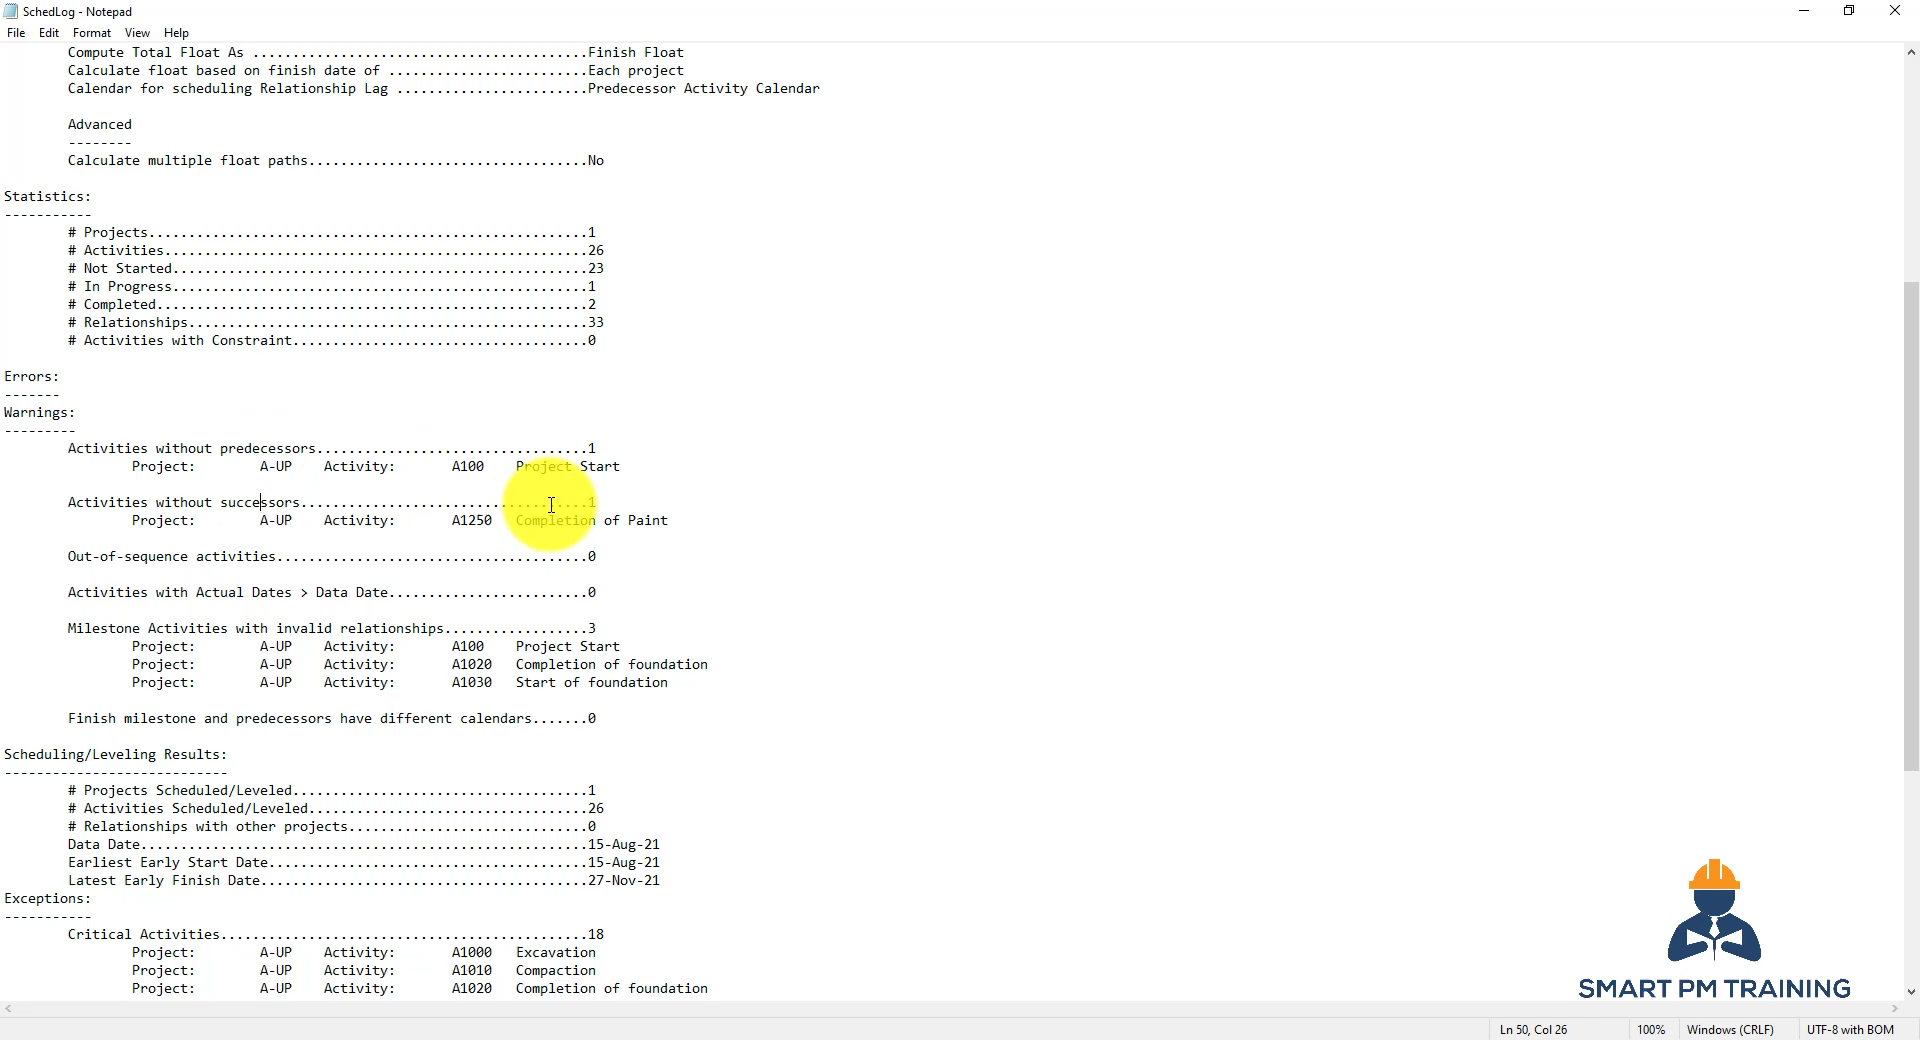 SchedLog - Notepad
File Edit Format View Help
Compute Total Float As ..........................................Finish Float
Calculate float based on finish date of .........................Each project
Calendar for scheduling Relationship Lag ........................Predecessor Activity Calendar
Advanced
--------
Calculate multiple float paths...................................No
Statistics:
-----------
# Projects.......................................................1
# Activities.....................................................26
# Not Started....................................................23
# In Progress....................................................1
# Completed......................................................2
# Relationships..................................................33
# Activities with Constraint.....................................0
Errors:
-------
Warnings:
---------
Activities without predecessors..................................1
Project: A-UP Activity: A100 Project Start
Activities without successors....................................1
Project: A-UP Activity: A1250 Completion of Paint
Out-of-sequence activities.......................................0
Activities with Actual Dates > Data Date.........................0
Milestone Activities with invalid relationships..................3
Project: A-UP Activity: A100 Project Start
Project: A-UP Activity: A1020 Completion of foundation
Project: A-UP Activity: A1030 Start of foundation
Finish milestone and predecessors have different calendars.......0
Scheduling/Leveling Results:
----------------------------
# Projects Scheduled/Leveled.....................................1
# Activities Scheduled/Leveled...................................26
# Relationships with other projects..............................0
Data Date........................................................15-Aug-21
Earliest Early Start Date........................................15-Aug-21
Latest Early Finish Date.........................................27-Nov-21
Exceptions:
-----------
Critical Activities..............................................18
Project: A-UP Activity: A1000 Excavation
Project: A-UP Activity: A1010 Compaction
Project: A-UP Activity: A1020 Completion of foundation
SMART PM TRAINING
Ln 50, Col 26 100% Windows (CRLF) UTF-8 with BOM